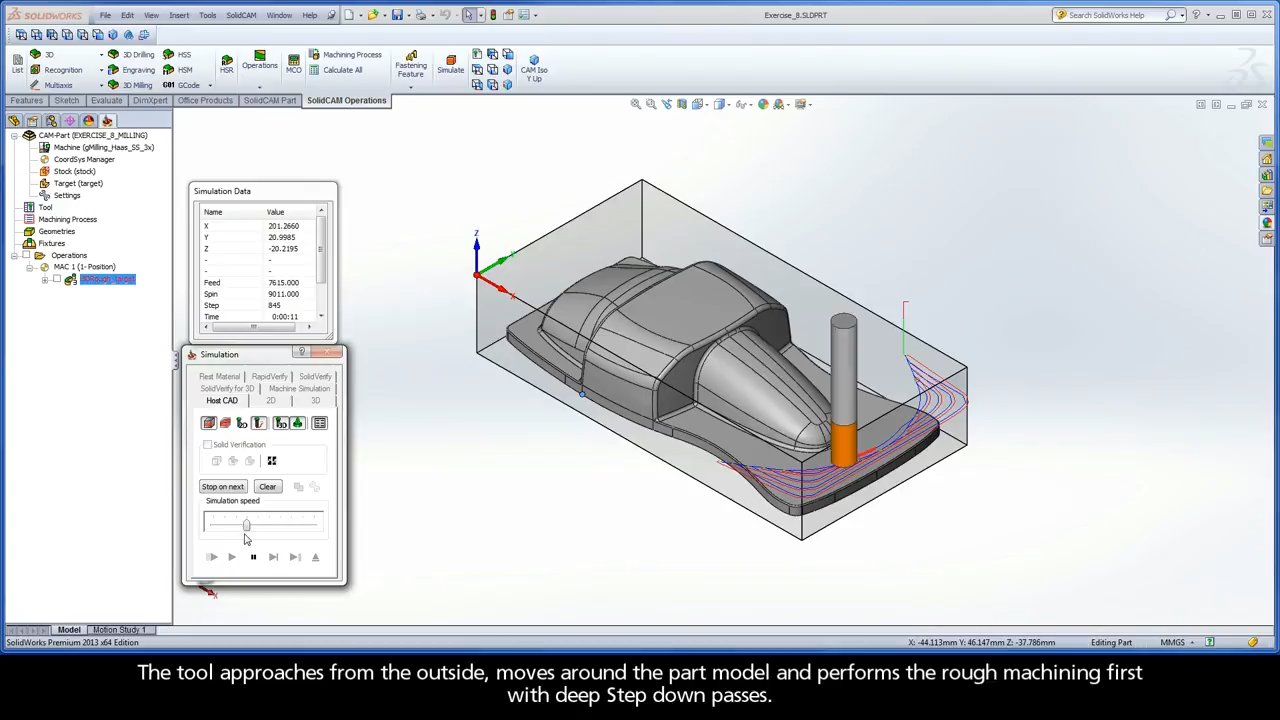 SOLIDWORKS File Edit View Insert Tools SolidCAM Window Help Exercise_8.SLDPRT Search SolidWorks Help
3D 3D Drilling HSS Machining Process
List Recognition Engraving HSM HSR Operations MCO Calculate All Fastening Feature Simulate CAM Iso Y Up
Multiaxis 3D Milling G01 GCode
Features Sketch Evaluate DimXpert Office Products SolidCAM Part SolidCAM Operations
CAM-Part (EXERCISE_8_MILLING)
Machine (gMilling_Haas_SS_3x)
CoordSys Manager
Stock (stock)
Target (target)
Settings
Tool
Machining Process
Geometries
Fixtures
Operations
MAC 1 (1- Position)
Simulation Data
Name Value
X 201.2660
Y 20.9985
Z -20.2195
- -
- -
Feed 7615.000
Spin 9011.000
Step 845
Time 0:00:11
Simulation
Rest Material RapidVerify SolidVerify
SolidVerify for 3D Machine Simulation
Host CAD 2D 3D
Solid Verification
Stop on next Clear
Simulation speed
Z
X
X
Model Motion Study 1
SolidWorks Premium 2013 x64 Edition X: -44.113mm Y: 46.147mm Z: -37.786mm Editing Part MMGS
The tool approaches from the outside, moves around the part model and performs the rough machining first
with deep Step down passes.